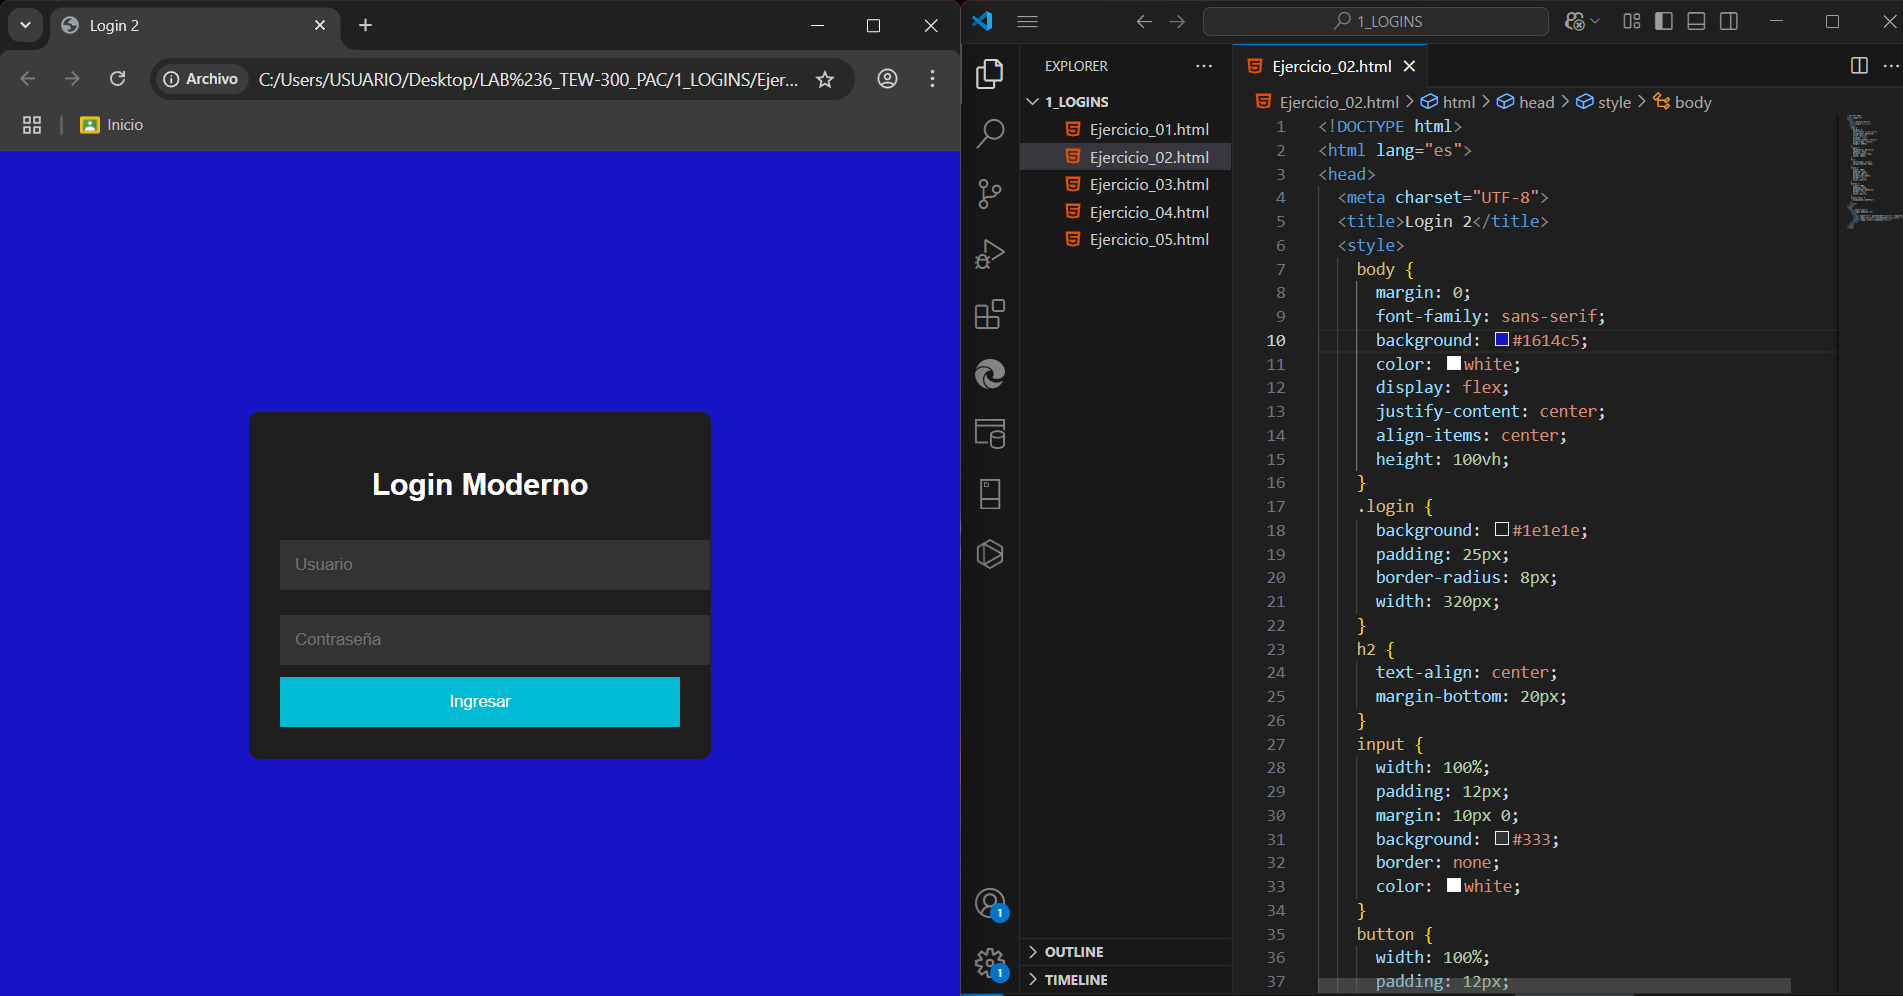 Login 2
Archivo
C:/Users/USUARIO/Desktop/LAB%236_TEW-300_PAC/1_LOGINS/Ejer...
Inicio
Login Moderno
Usuario
Contraseña
Ingresar
1_LOGINS
EXPLORER
1_LOGINS
Ejercicio_01.html
Ejercicio_02.html
Ejercicio_03.html
Ejercicio_04.html
Ejercicio_05.html
OUTLINE
TIMELINE
1
1
Ejercicio_02.html
Ejercicio_02.html > html > head > style > body
1 <!DOCTYPE html>
2 <html lang="es">
3 <head>
4 <meta charset="UTF-8">
5 <title>Login 2</title>
6 <style>
7 body {
8 margin: 0;
9 font-family: sans-serif;
10 background: #1614c5;
11 color: white;
12 display: flex;
13 justify-content: center;
14 align-items: center;
15 height: 100vh;
16 }
17 .login {
18 background: #1e1e1e;
19 padding: 25px;
20 border-radius: 8px;
21 width: 320px;
22 }
23 h2 {
24 text-align: center;
25 margin-bottom: 20px;
26 }
27 input {
28 width: 100%;
29 padding: 12px;
30 margin: 10px 0;
31 background: #333;
32 border: none;
33 color: white;
34 }
35 button {
36 width: 100%;
37 padding: 12px;